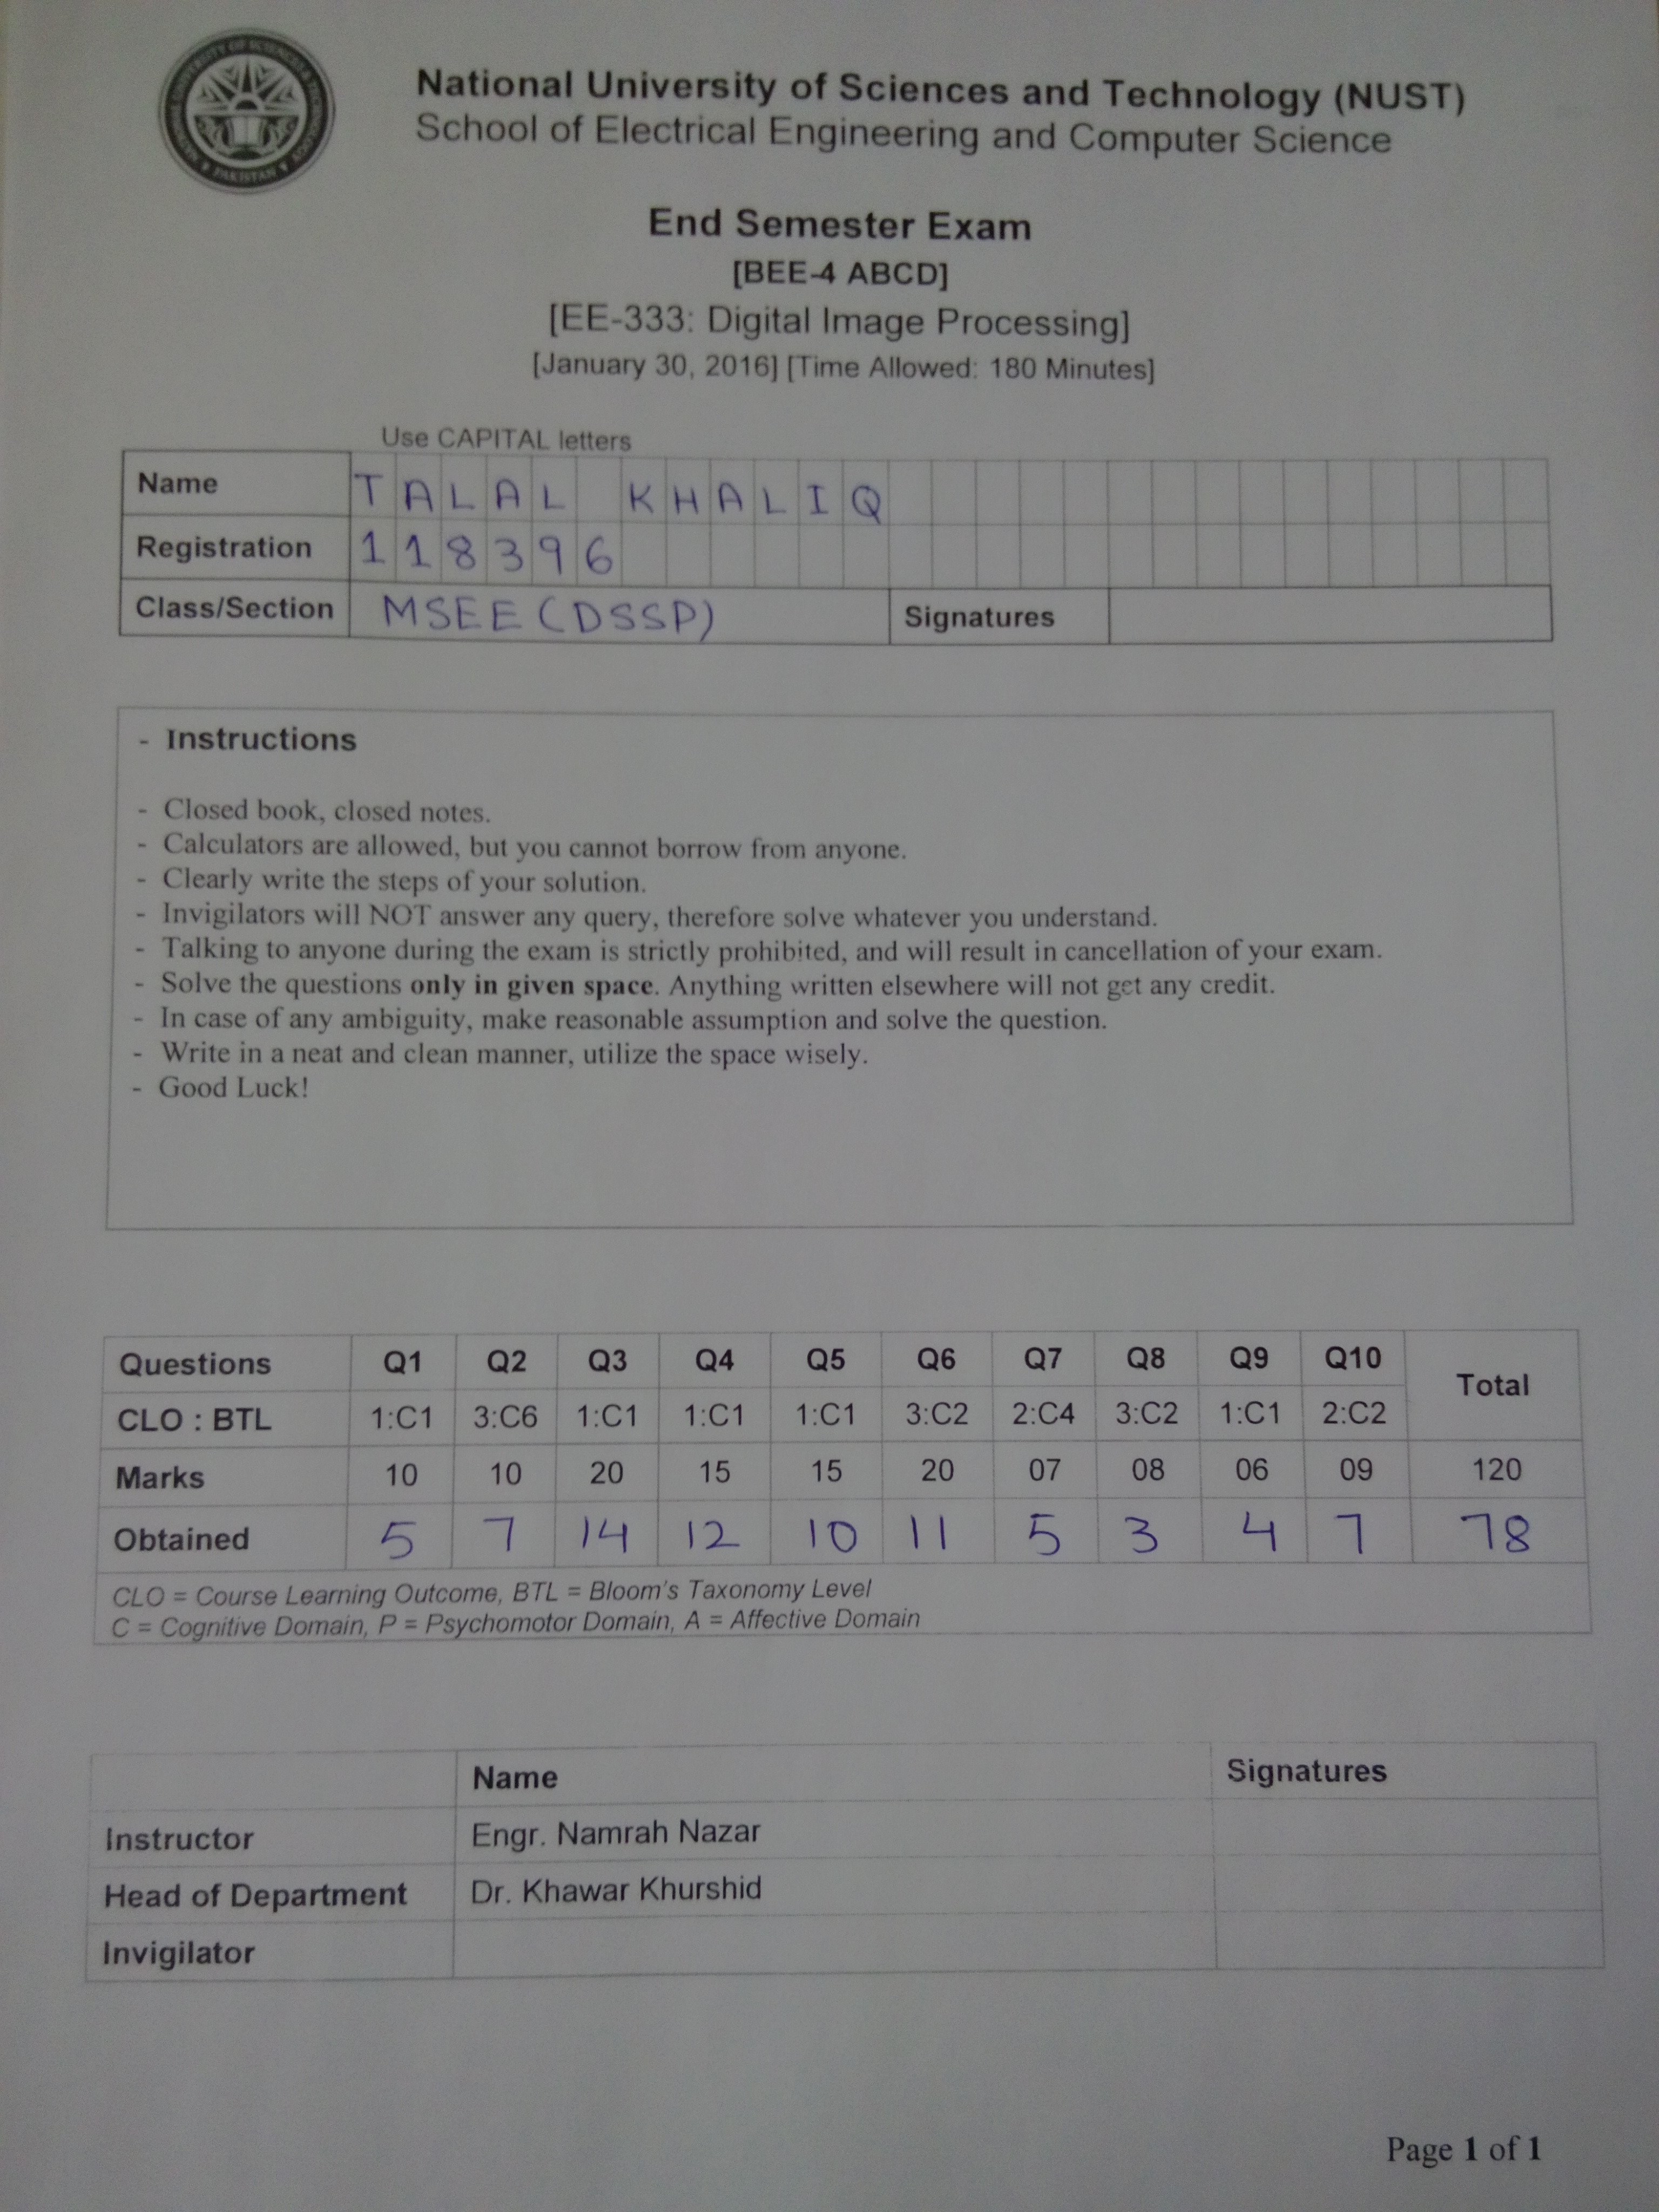 National University of Sciences and Technology (NUST)
School of Electrical Engineering and Computer Science
End Semester Exam
[BEE-4 ABCD]
[EE-333: Digital Image Processing]
[January 30, 2016] [Time Allowed: 180 Minutes]
Use CAPITAL letters
Name TALAL KHALIQ
Registration 118396
Class/Section MSEE (DSSP) Signatures
- Instructions
- Closed book, closed notes.
- Calculators are allowed, but you cannot borrow from anyone.
- Clearly write the steps of your solution.
- Invigilators will NOT answer any query, therefore solve whatever you understand.
- Talking to anyone during the exam is strictly prohibited, and will result in cancellation of your exam.
- Solve the questions only in given space. Anything written elsewhere will not get any credit.
- In case of any ambiguity, make reasonable assumption and solve the question.
- Write in a neat and clean manner, utilize the space wisely.
- Good Luck!
Questions Q1 Q2 Q3 Q4 Q5 Q6 Q7 Q8 Q9 Q10 Total
CLO : BTL 1:C1 3:C6 1:C1 1:C1 1:C1 3:C2 2:C4 3:C2 1:C1 2:C2
Marks 10 10 20 15 15 20 07 08 06 09 120
Obtained 5 7 14 12 10 11 5 3 4 7 78
CLO = Course Learning Outcome, BTL = Bloom's Taxonomy Level
C = Cognitive Domain, P = Psychomotor Domain, A = Affective Domain
Name Signatures
Instructor Engr. Namrah Nazar
Head of Department Dr. Khawar Khurshid
Invigilator
Page 1 of 1